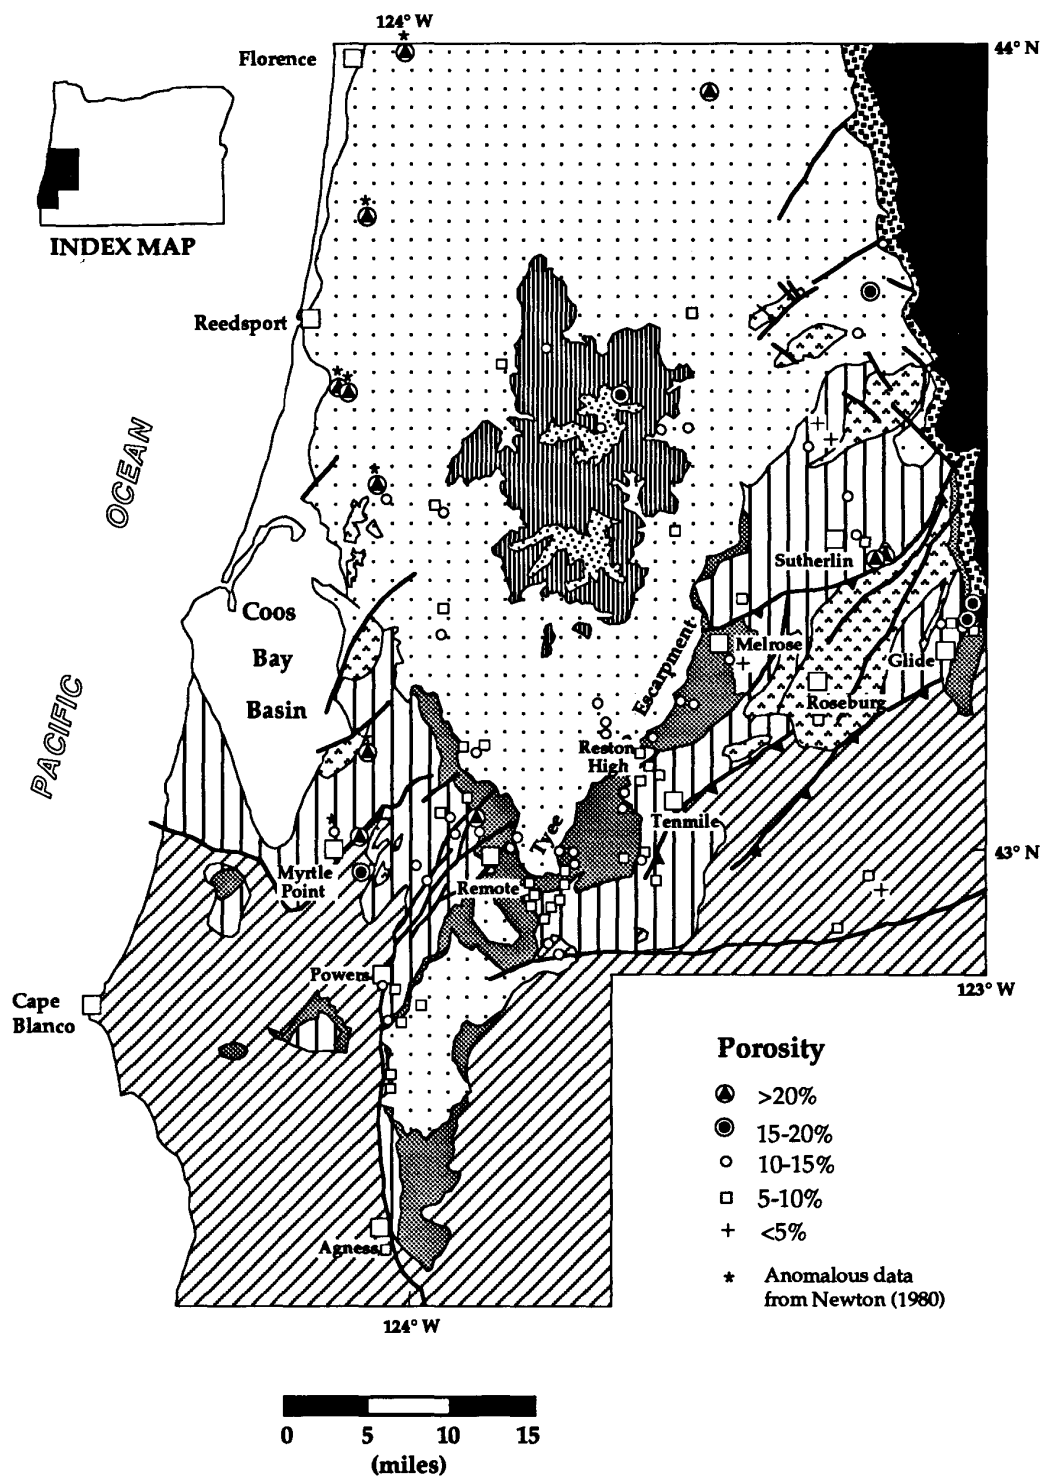 124° W
Florence
44° N
INDEX MAP
Reedsport
OCEAN
PACIFIC
Sutherlin
Coos
Bay
Basin
Escarpment
Melrose
Glide
Roseburg
Reston
High
Tyee
Tenmile
43° N
Myrtle
Point
Remote
Powers
Cape
Blanco
123° W
Agness
124° W
Porosity
>20%
15-20%
10-15%
5-10%
<5%
* Anomalous data
from Newton (1980)
0 5 10 15
(miles)